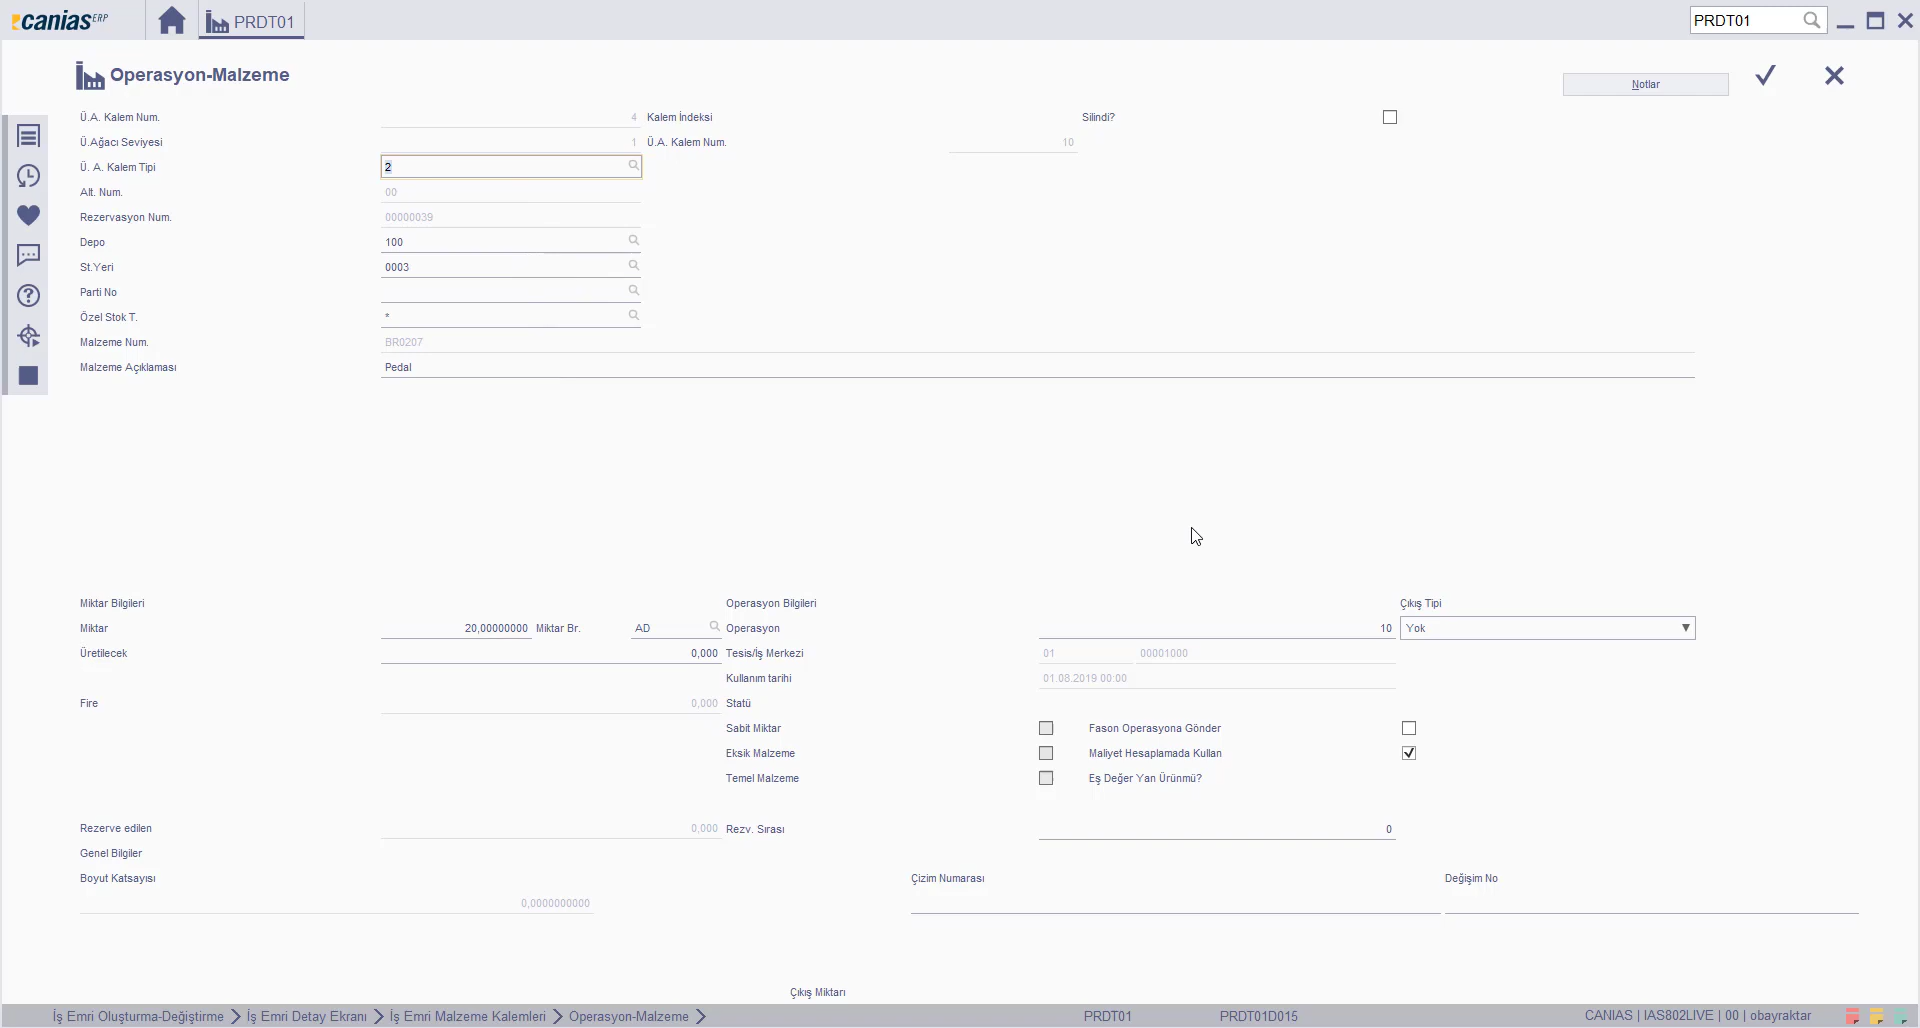 canias ERP
PRDT01
PRDT01
Operasyon-Malzeme
Notlar
Ü.A. Kalem Num. 4 Kalem İndeksi Silindi?
Ü.Ağacı Seviyesi 1 Ü.A. Kalem Num. 10
Ü. A. Kalem Tipi 2
Alt. Num. 00
Rezervasyon Num. 00000039
Depo 100
St.Yeri 0003
Parti No
Özel Stok T. *
Malzeme Num. BR0207
Malzeme Açıklaması Pedal
Miktar Bilgileri Operasyon Bilgileri Çıkış Tipi
Miktar 20,00000000 Miktar Br. AD Operasyon 10 Yok
Üretilecek 0,000 Tesis/İş Merkezi 01 00001000
Kullanım tarihi 01.08.2019 00:00
Fire 0,000 Statü
Sabit Miktar Fason Operasyona Gönder
Eksik Malzeme Maliyet Hesaplamada Kullan
Temel Malzeme Eş Değer Yan Ürünmü?
Rezerve edilen 0,000 Rezv. Sırası 0
Genel Bilgiler
Boyut Katsayısı Çizim Numarası Değişim No
0,0000000000
Çıkış Miktarı
İş Emri Oluşturma-Değiştirme İş Emri Detay Ekranı İş Emri Malzeme Kalemleri Operasyon-Malzeme PRDT01 PRDT01D015 CANIAS | IAS802LIVE | 00 | obayraktar